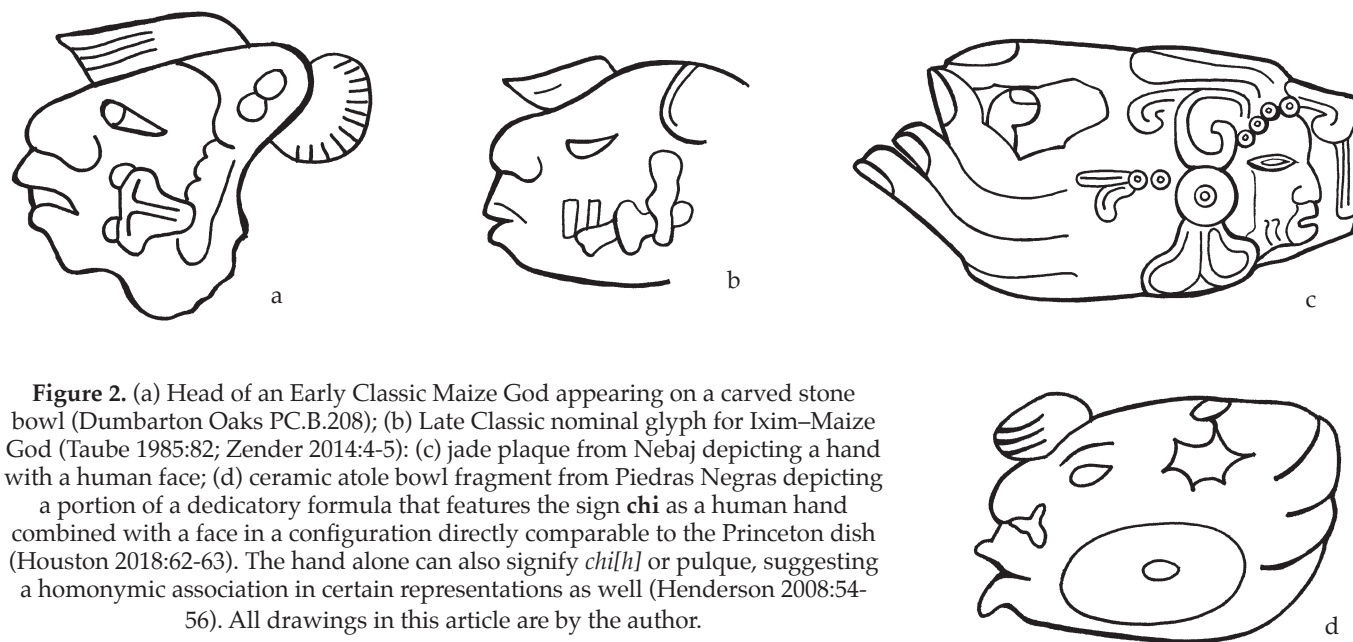 a
b
c
Figure 2. (a) Head of an Early Classic Maize God appearing on a carved stone
bowl (Dumbarton Oaks PC.B.208); (b) Late Classic nominal glyph for Ixim–Maize
God (Taube 1985:82; Zender 2014:4-5): (c) jade plaque from Nebaj depicting a hand
with a human face; (d) ceramic atole bowl fragment from Piedras Negras depicting
a portion of a dedicatory formula that features the sign chi as a human hand
combined with a face in a configuration directly comparable to the Princeton dish
(Houston 2018:62-63). The hand alone can also signify chi[h] or pulque, suggesting
a homonymic association in certain representations as well (Henderson 2008:54-
56). All drawings in this article are by the author.
d